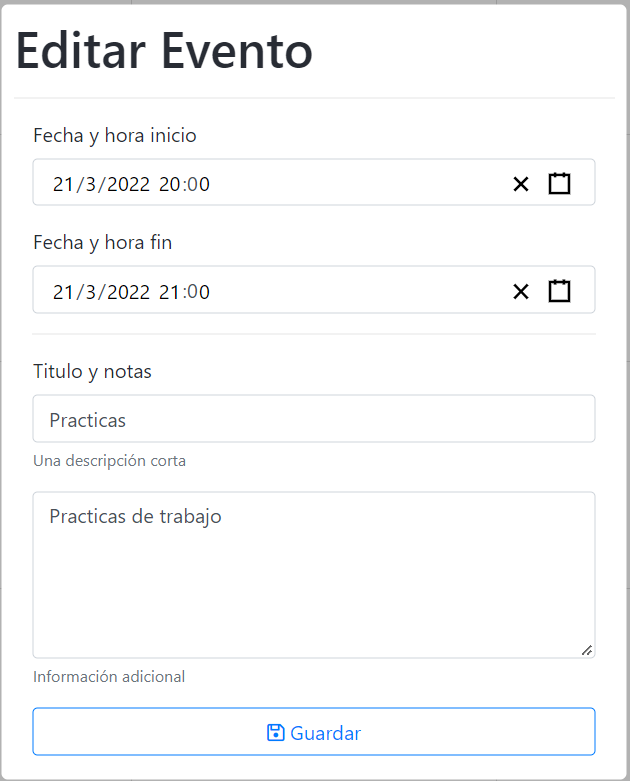 Editar Evento
Fecha y hora inicio
21/3/2022 20:00
Fecha y hora fin
21/3/2022 21:00
Titulo y notas
Practicas
Una descripción corta
Practicas de trabajo
Información adicional
Guardar